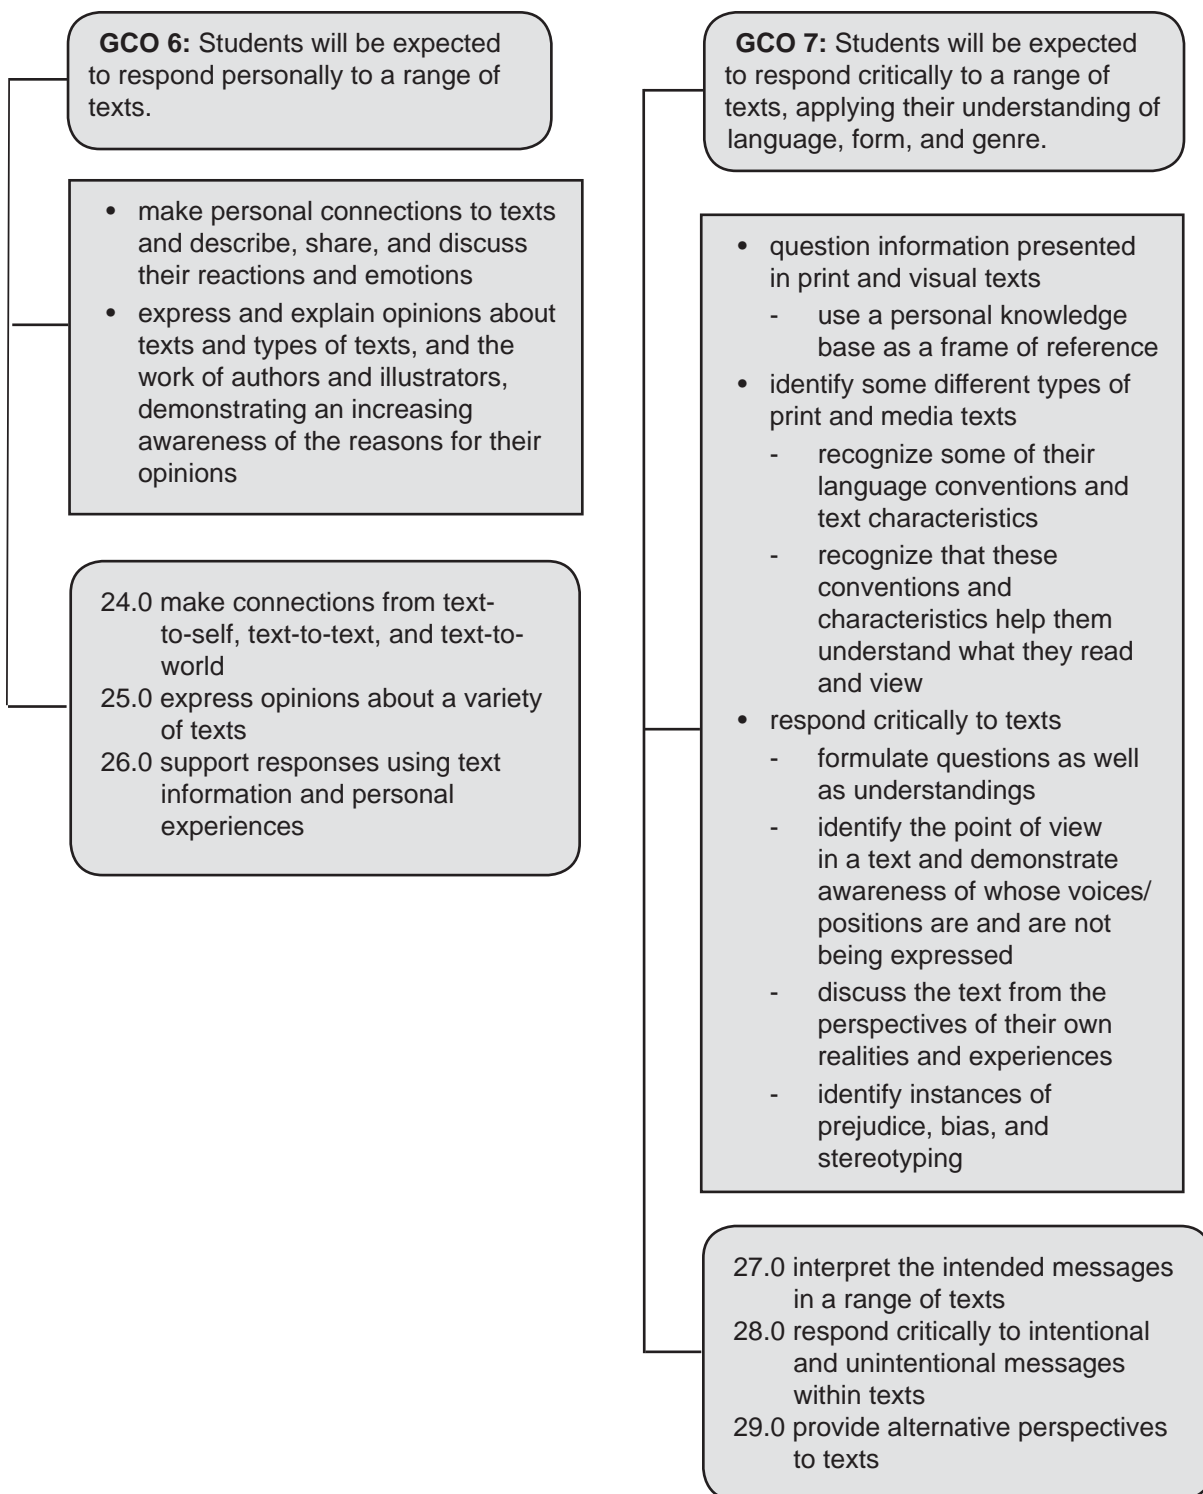 GCO 6: Students will be expected
to respond personally to a range of
texts.
• make personal connections to texts
and describe, share, and discuss
their reactions and emotions
• express and explain opinions about
texts and types of texts, and the
work of authors and illustrators,
demonstrating an increasing
awareness of the reasons for their
opinions
24.0 make connections from text-
to-self, text-to-text, and text-to-
world
25.0 express opinions about a variety
of texts
26.0 support responses using text
information and personal
experiences
GCO 7: Students will be expected
to respond critically to a range of
texts, applying their understanding of
language, form, and genre.
• question information presented
in print and visual texts
- use a personal knowledge
base as a frame of reference
• identify some different types of
print and media texts
- recognize some of their
language conventions and
text characteristics
- recognize that these
conventions and
characteristics help them
understand what they read
and view
• respond critically to texts
- formulate questions as well
as understandings
- identify the point of view
in a text and demonstrate
awareness of whose voices/
positions are and are not
being expressed
- discuss the text from the
perspectives of their own
realities and experiences
- identify instances of
prejudice, bias, and
stereotyping
27.0 interpret the intended messages
in a range of texts
28.0 respond critically to intentional
and unintentional messages
within texts
29.0 provide alternative perspectives
to texts